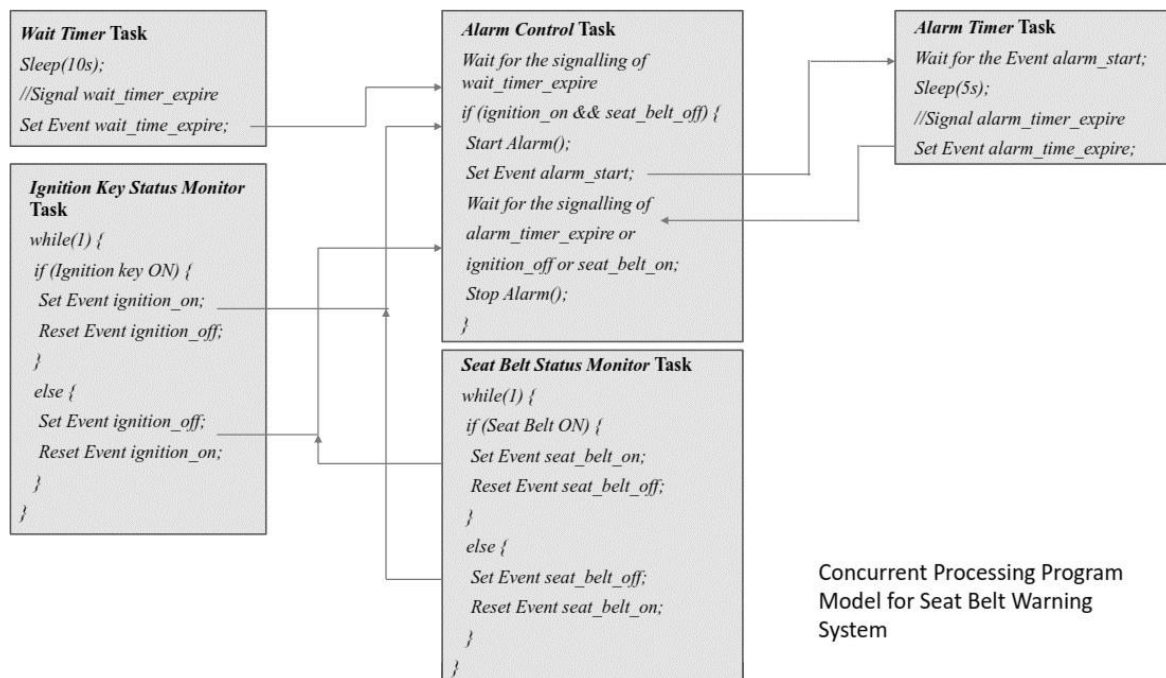 Wait Timer Task
Sleep(10s);
//Signal wait_timer_expire
Set Event wait_time_expire;
Ignition Key Status Monitor
Task
while(1) {
if (Ignition key ON) {
Set Event ignition_on;
Reset Event ignition_off;
}
else {
Set Event ignition_off;
Reset Event ignition_on;
}
}
Alarm Control Task
Wait for the signalling of
wait_timer_expire
if (ignition_on && seat_belt_off) {
Start Alarm();
Set Event alarm_start;
Wait for the signalling of
alarm_timer_expire or
ignition_off or seat_belt_on;
Stop Alarm();
}
Seat Belt Status Monitor Task
while(1) {
if (Seat Belt ON) {
Set Event seat_belt_on;
Reset Event seat_belt_off;
}
else {
Set Event seat_belt_off;
Reset Event seat_belt_on;
}
}
Alarm Timer Task
Wait for the Event alarm_start;
Sleep(5s);
//Signal alarm_timer_expire
Set Event alarm_time_expire;
Concurrent Processing Program
Model for Seat Belt Warning
System